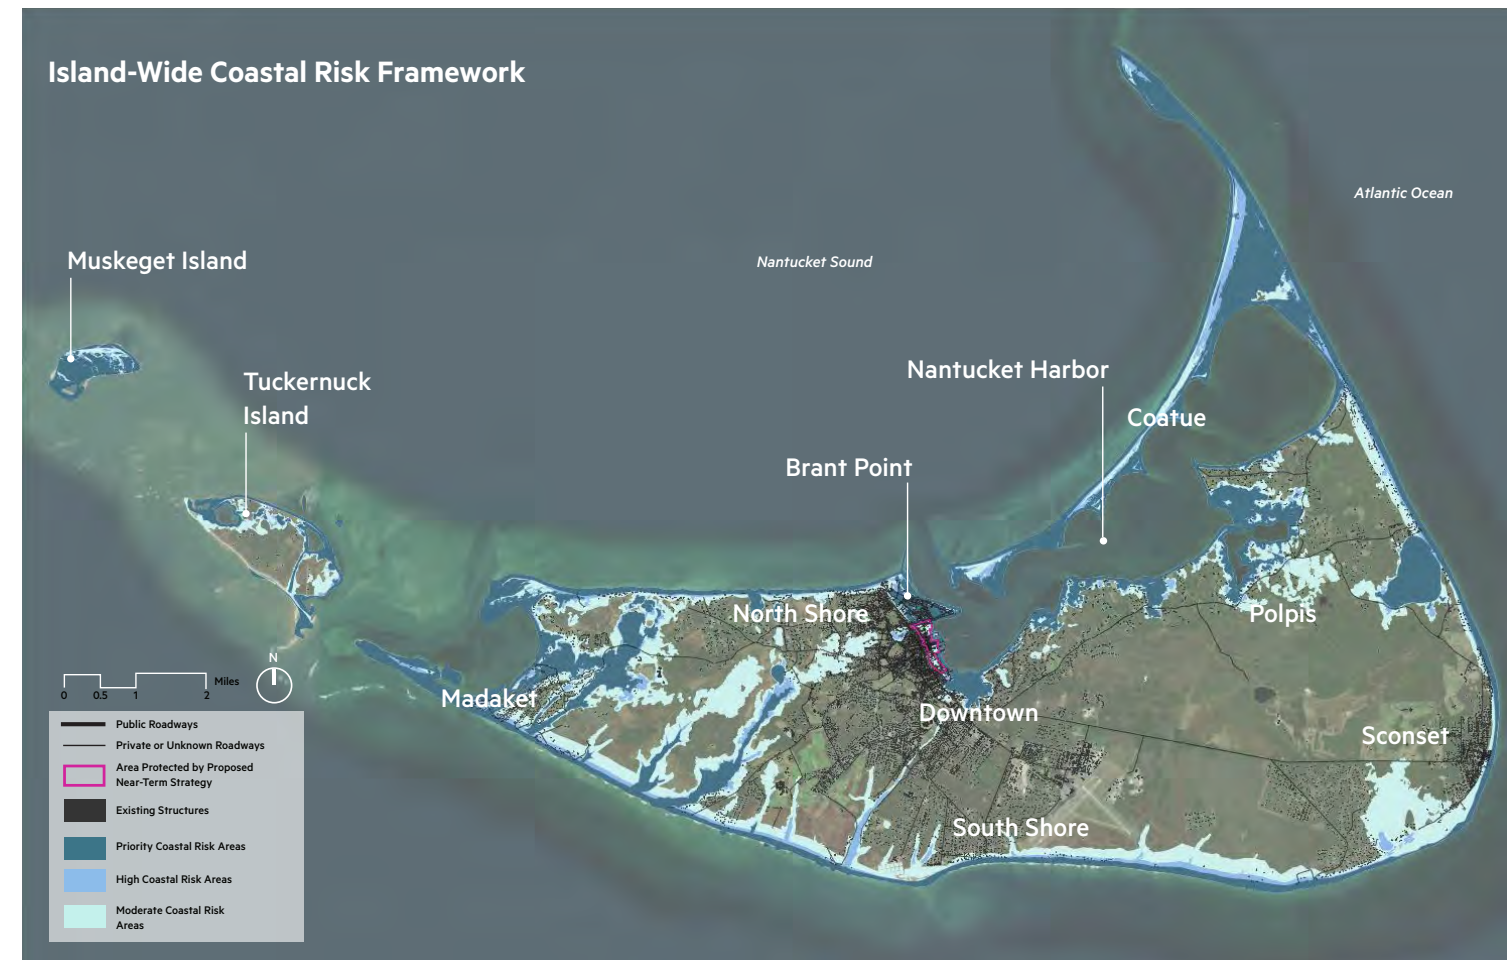 Island-Wide Coastal Risk Framework
Atlantic Ocean
Muskeget Island
Nantucket Sound
Nantucket Harbor
Tuckernuck
Island
Coatue
Brant Point
North Shore
Polpis
N
0 0.5 1 2 Miles
Madaket
Downtown
Sconset
South Shore
Public Roadways
Private or Unknown Roadways
Area Protected by Proposed
Near-Term Strategy
Existing Structures
Priority Coastal Risk Areas
High Coastal Risk Areas
Moderate Coastal Risk
Areas